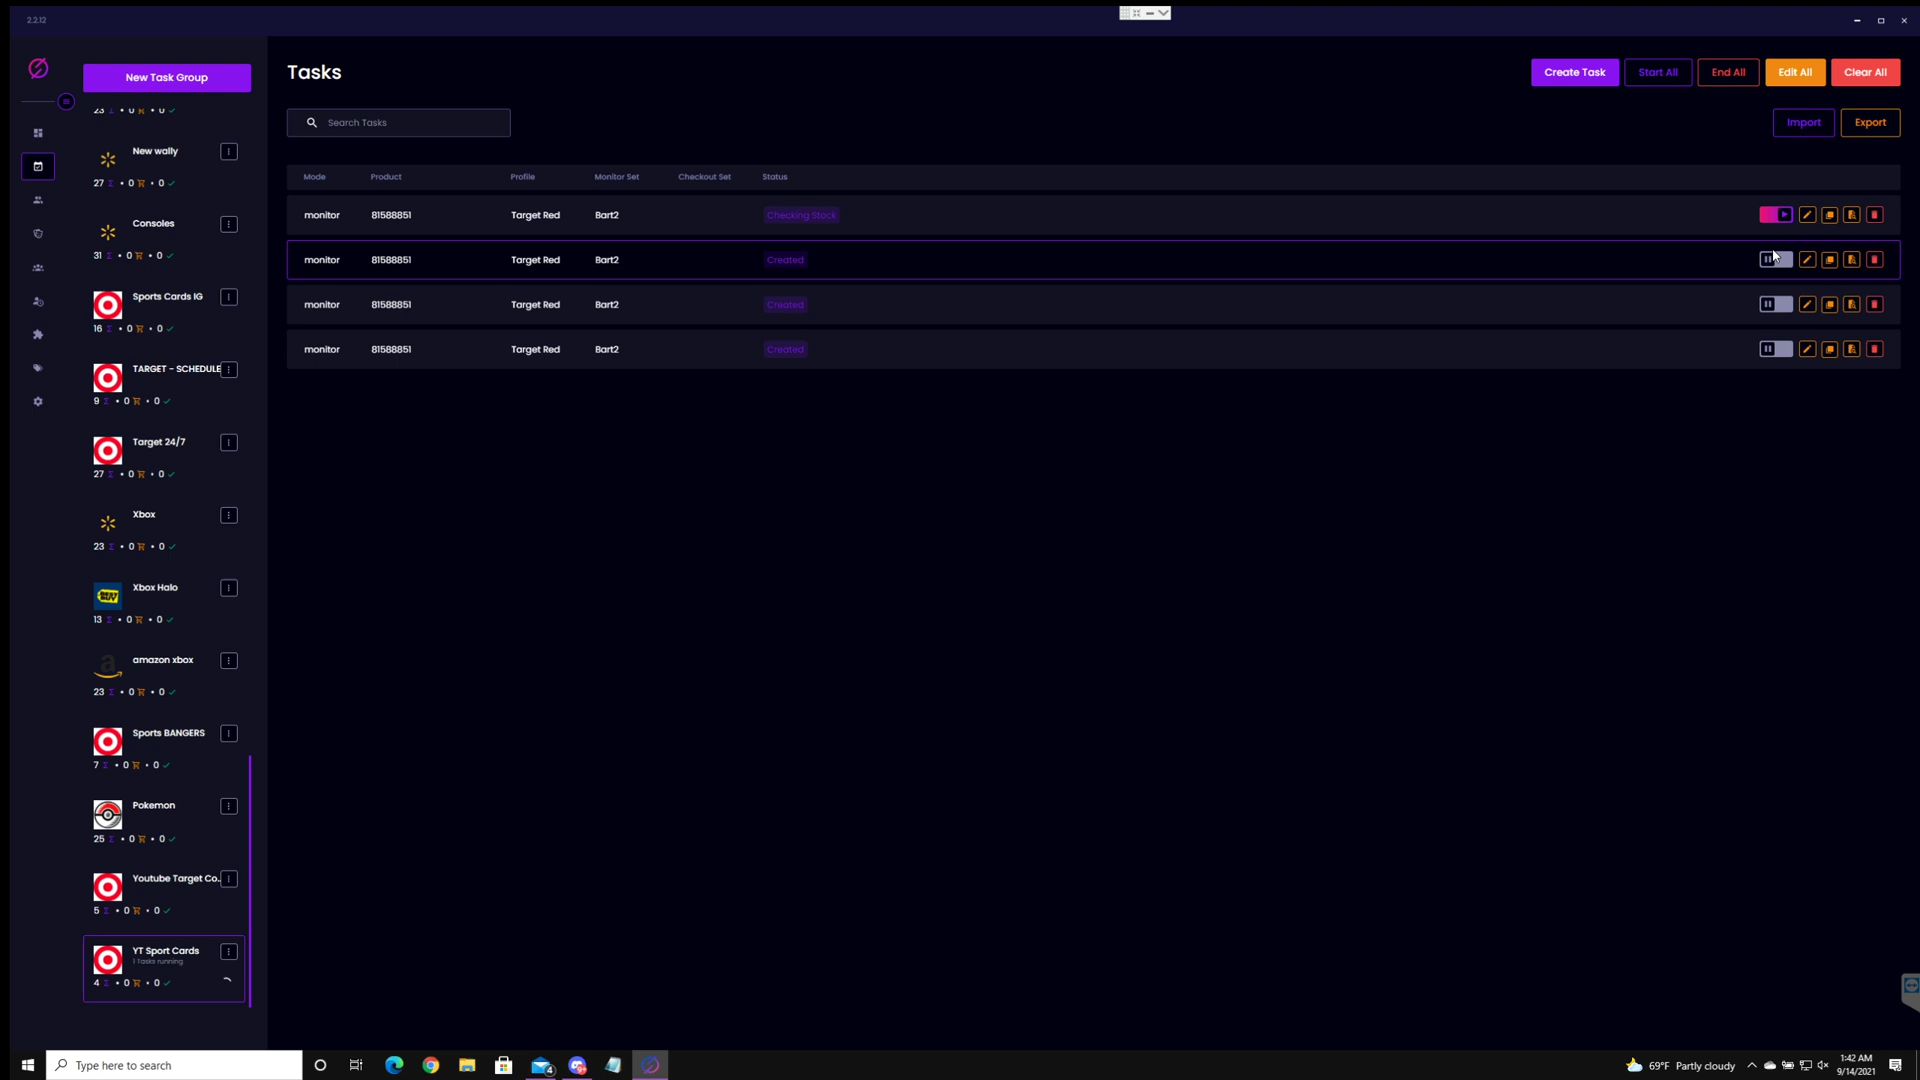 2.2.12
New Task Group
23 Σ • 0 • 0
New wally
27 Σ • 0 • 0
Consoles
31 Σ • 0 • 0
Sports Cards IG
16 Σ • 0 • 0
TARGET - SCHEDULE
9 Σ • 0 • 0
Target 24/7
27 Σ • 0 • 0
Xbox
23 Σ • 0 • 0
Xbox Halo
13 Σ • 0 • 0
amazon xbox
23 Σ • 0 • 0
Sports BANGERS
7 Σ • 0 • 0
Pokemon
25 Σ • 0 • 0
Youtube Target Co...
5 Σ • 0 • 0
YT Sport Cards
1 Tasks running
4 Σ • 0 • 0
Tasks
Create Task Start All End All Edit All Clear All
Search Tasks
Import Export
Mode Product Profile Monitor Set Checkout Set Status
monitor 81588851 Target Red Bart2 Checking Stock
monitor 81588851 Target Red Bart2 Created
monitor 81588851 Target Red Bart2 Created
monitor 81588851 Target Red Bart2 Created
Type here to search
4
9+
69°F Partly cloudy
1:42 AM
9/14/2021